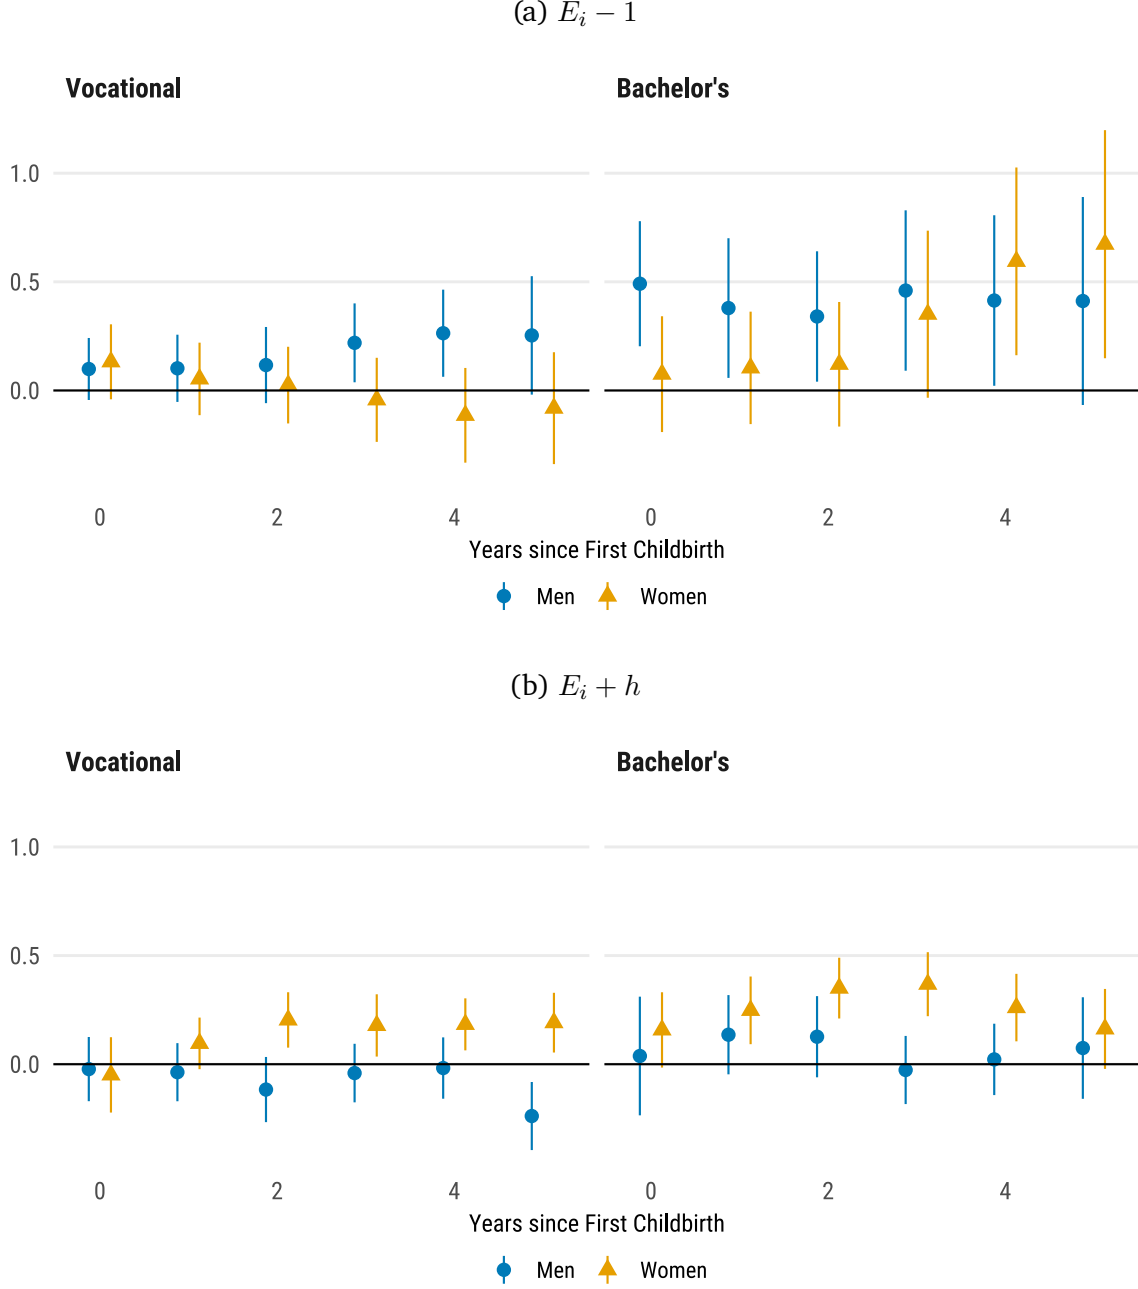 (a) E_i − 1
Vocational
Bachelor's
1.0
0.5
0.0
0 2 4 0 2 4
Years since First Childbirth
Men Women
(b) E_i + h
Vocational
Bachelor's
1.0
0.5
0.0
0 2 4 0 2 4
Years since First Childbirth
Men Women